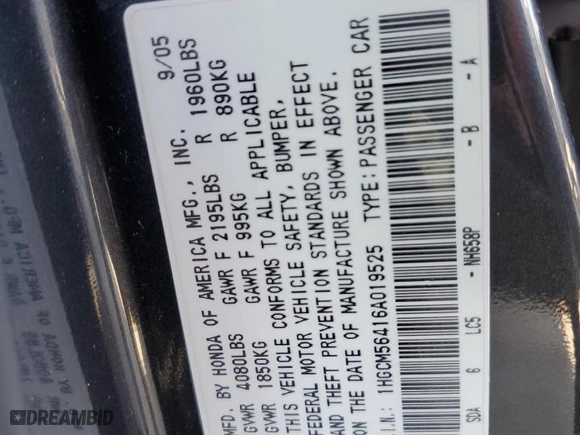 MFD. BY HONDA OF AMERICA MFG., INC. 9/05
GVWR 4080LBS GAWR F 2195LBS R 1960LBS
GVWR 1850KG GAWR F 995KG R 890KG
THIS VEHICLE CONFORMS TO ALL APPLICABLE
FEDERAL MOTOR VEHICLE SAFETY, BUMPER,
AND THEFT PREVENTION STANDARDS IN EFFECT
ON THE DATE OF MANUFACTURE SHOWN ABOVE.
.I.N.: 1HGCM56416A019525 TYPE:PASSENGER CAR
SDA 6 LC5 - NH658P - B - A
DREAMBID